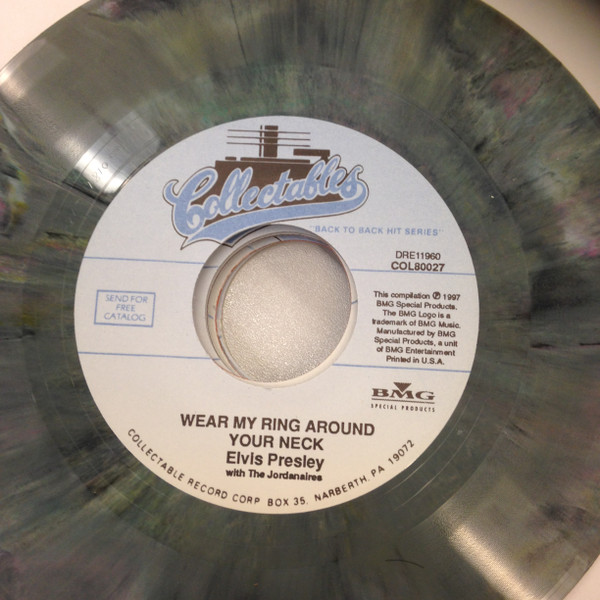 Collectables
"BACK TO BACK HIT SERIES"
DRE11960
COL80027
SEND FOR
FREE
CATALOG
This compilation ℗ 1997
BMG Special Products.
The BMG Logo is a
trademark of BMG Music.
Manufactured by BMG
Special Products, a unit
of BMG Entertainment
Printed in U.S.A.
BMG
SPECIAL PRODUCTS
WEAR MY RING AROUND
YOUR NECK
Elvis Presley
with The Jordanaires
COLLECTABLE RECORD CORP BOX 35, NARBERTH, PA 19072